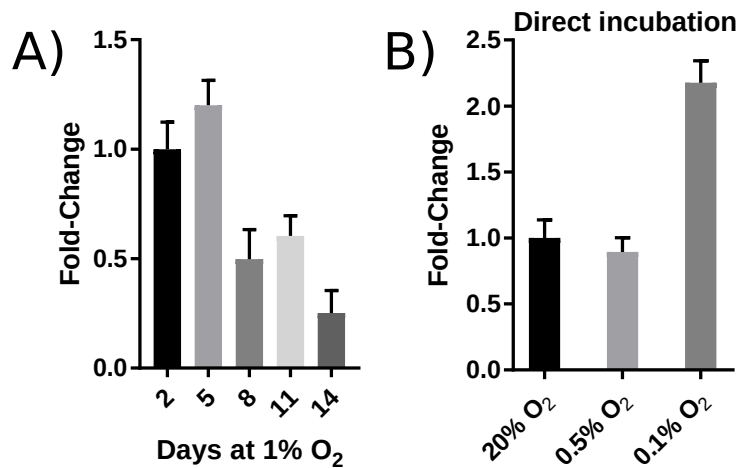 A)
Fold-Change
1.5
1.0
0.5
0.0
2 5 8 11 14
Days at 1% O₂
B)
Direct incubation
Fold-Change
2.5
2.0
1.5
1.0
0.5
0.0
20% O₂
0.5% O₂
0.1% O₂